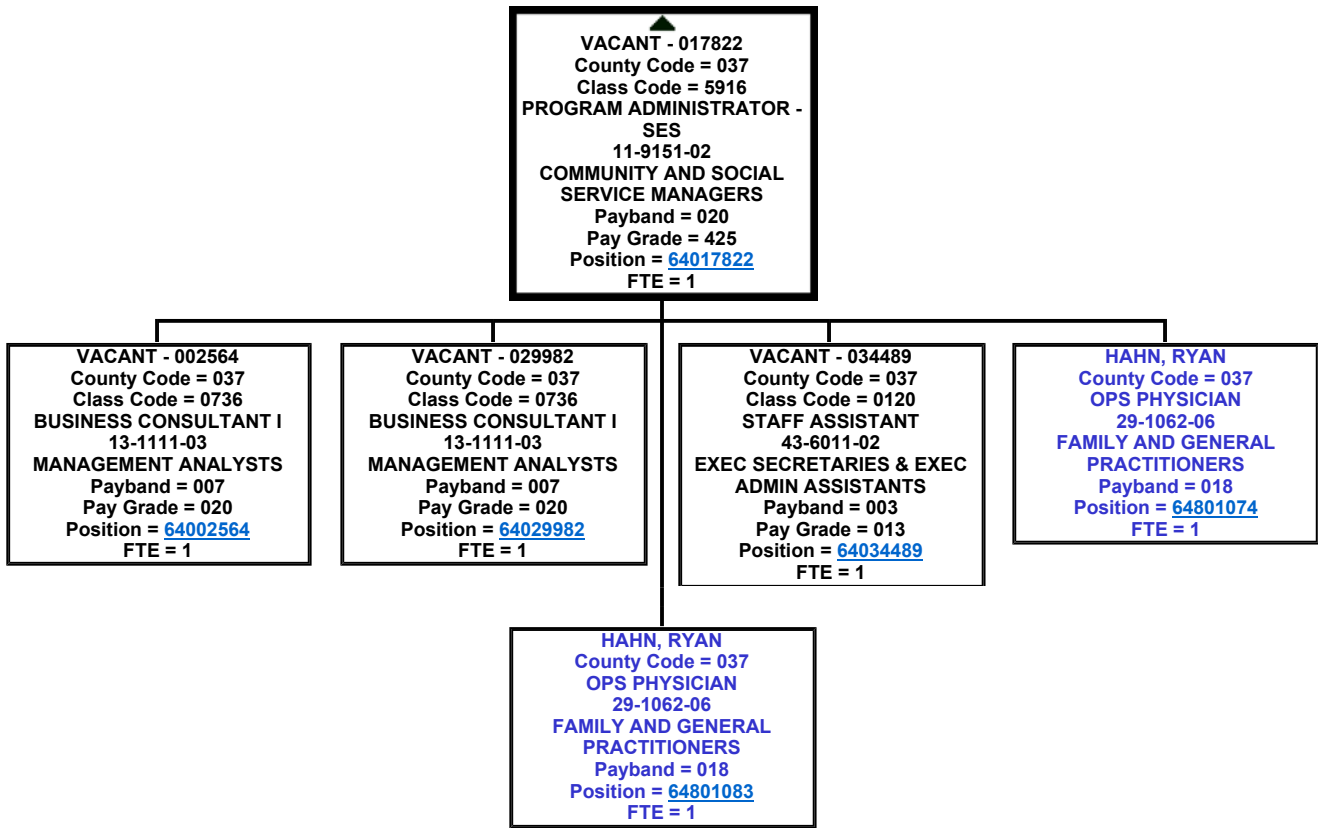 VACANT - 017822
County Code = 037
Class Code = 5916
PROGRAM ADMINISTRATOR -
SES
11-9151-02
COMMUNITY AND SOCIAL
SERVICE MANAGERS
Payband = 020
Pay Grade = 425
Position = 64017822
FTE = 1
VACANT - 002564
County Code = 037
Class Code = 0736
BUSINESS CONSULTANT I
13-1111-03
MANAGEMENT ANALYSTS
Payband = 007
Pay Grade = 020
Position = 64002564
FTE = 1
VACANT - 029982
County Code = 037
Class Code = 0736
BUSINESS CONSULTANT I
13-1111-03
MANAGEMENT ANALYSTS
Payband = 007
Pay Grade = 020
Position = 64029982
FTE = 1
VACANT - 034489
County Code = 037
Class Code = 0120
STAFF ASSISTANT
43-6011-02
EXEC SECRETARIES & EXEC
ADMIN ASSISTANTS
Payband = 003
Pay Grade = 013
Position = 64034489
FTE = 1
HAHN, RYAN
County Code = 037
OPS PHYSICIAN
29-1062-06
FAMILY AND GENERAL
PRACTITIONERS
Payband = 018
Position = 64801074
FTE = 1
HAHN, RYAN
County Code = 037
OPS PHYSICIAN
29-1062-06
FAMILY AND GENERAL
PRACTITIONERS
Payband = 018
Position = 64801083
FTE = 1